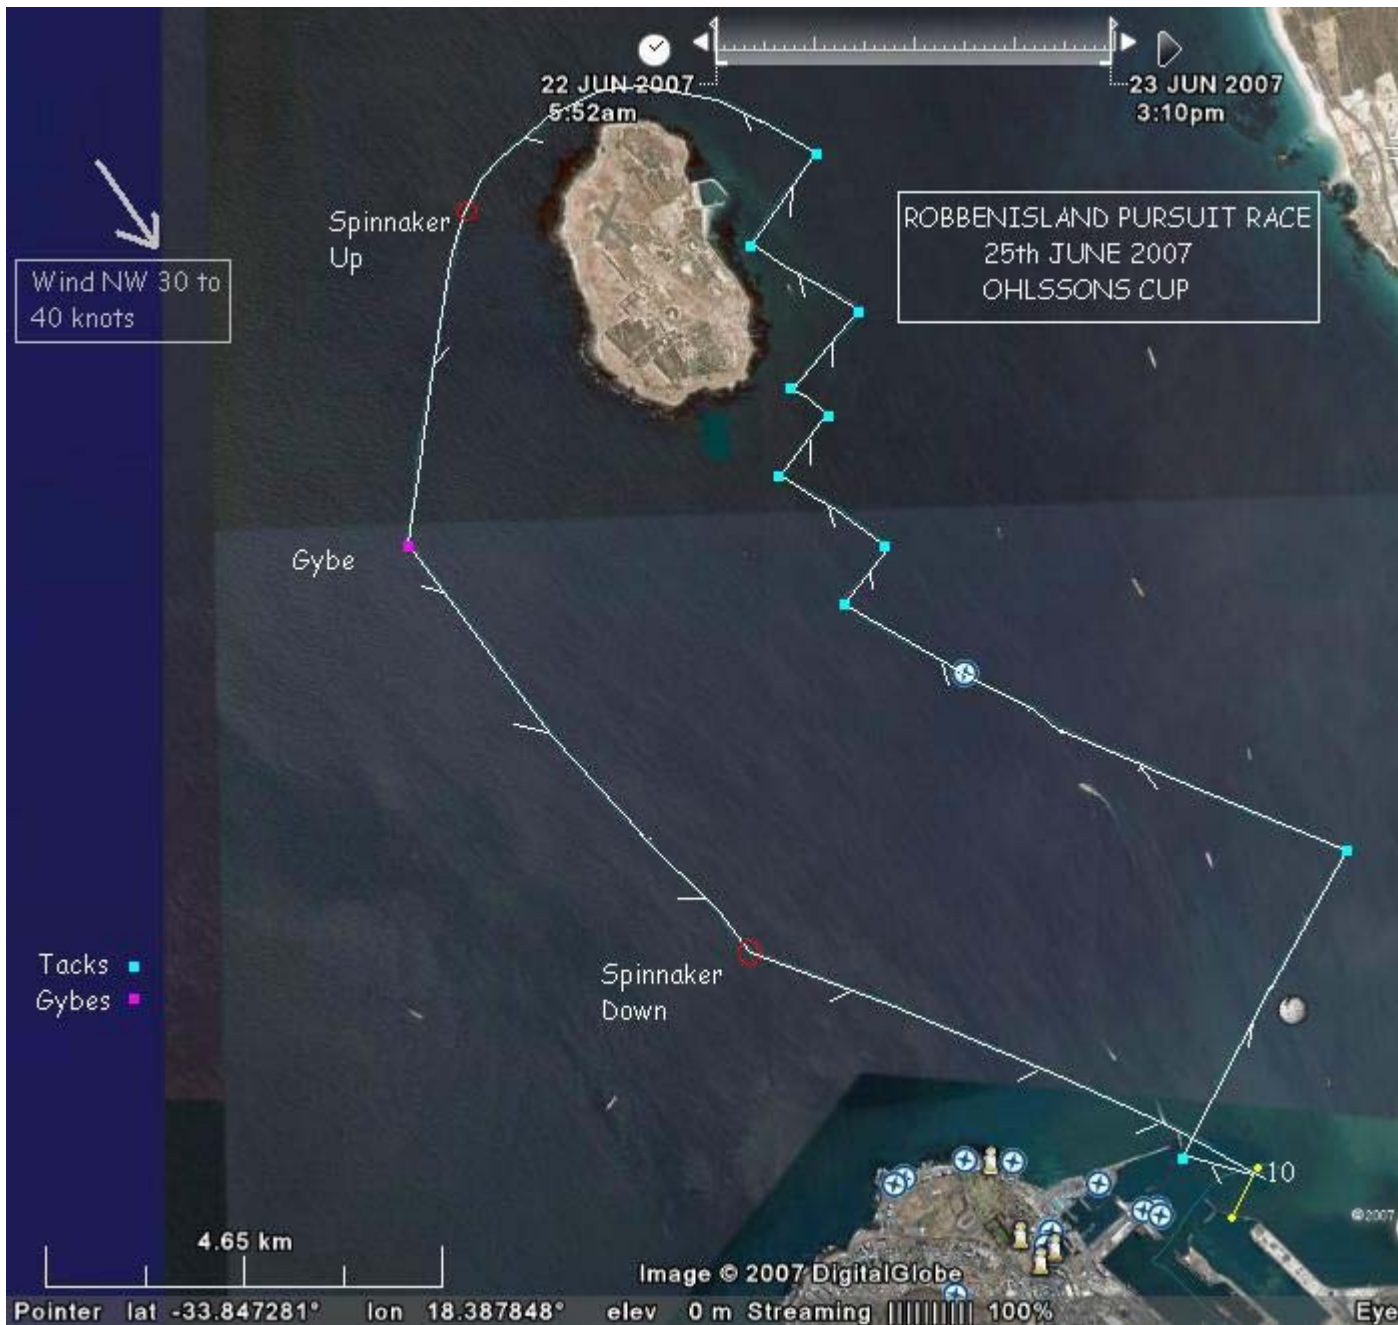 22 JUN 2007
5:52am
23 JUN 2007
3:10pm
Spinnaker
Up
ROBBENISLAND PURSUIT RACE
25th JUNE 2007
OHLSSONS CUP
Wind NW 30 to
40 knots
Gybe
Tacks
Gybes
Spinnaker
Down
10
©2007
4.65 km
Image © 2007 DigitalGlobe
Pointer lat -33.847281° lon 18.387848° elev 0 m Streaming |||||||||| 100% Eye